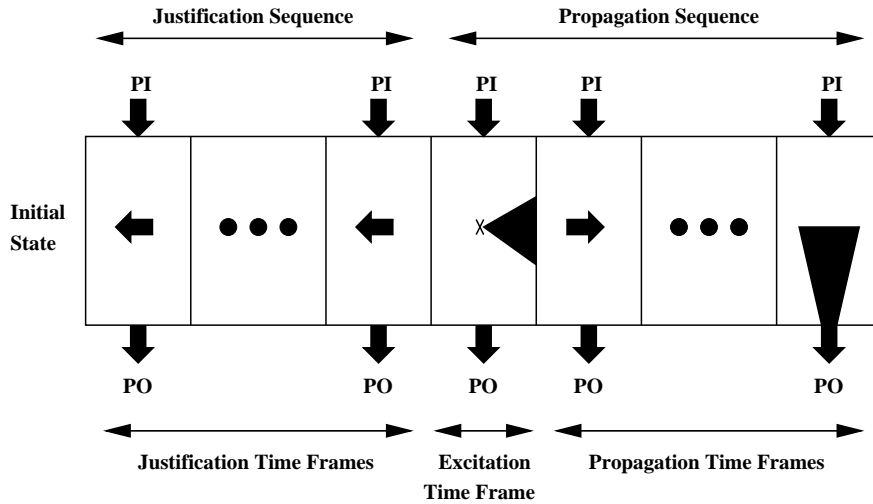 Justification Sequence
Propagation Sequence
PI
PI
PI
PI
PI
Initial
State
X
PO
PO
PO
PO
PO
Justification Time Frames
Excitation
Time Frame
Propagation Time Frames